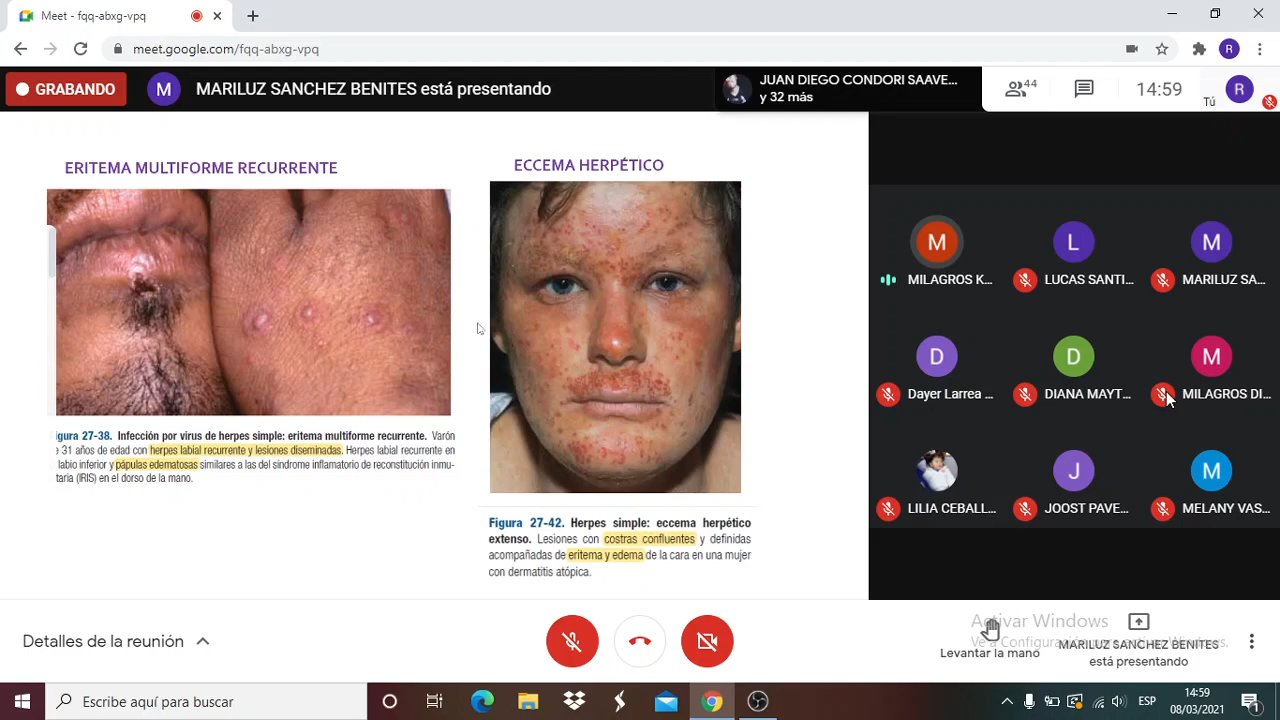 Meet - fqq-abxg-vpq
meet.google.com/fqq-abxg-vpq
R
GRABANDO
M
MARILUZ SANCHEZ BENITES está presentando
JUAN DIEGO CONDORI SAAVE...
y 32 más
44
14:59
Tú
R
ERITEMA MULTIFORME RECURRENTE
ECCEMA HERPÉTICO
M
L
M
MILAGROS K...
LUCAS SANTI...
MARILUZ SA...
D
D
M
Dayer Larrea ...
DIANA MAYT...
MILAGROS DI...
J
M
LILIA CEBALL...
JOOST PAVE...
MELANY VAS...
igura 27-38. Infección por virus de herpes simple: eritema multiforme recurrente. Varón
e 31 años de edad con herpes labial recurrente y lesiones diseminadas. Herpes labial recurrente en
labio inferior y pápulas edematosas similares a las del síndrome inflamatorio de reconstitución inmu-
taria (IRIS) en el dorso de la mano.
Figura 27-42. Herpes simple: eccema herpético
extenso. Lesiones con costras confluentes y definidas
acompañadas de eritema y edema de la cara en una mujer
con dermatitis atópica.
Detalles de la reunión
Activar Windows
Ve a Configuración para activar Windows.
Levantar la mano
MARILUZ SANCHEZ BENITES
está presentando
Escribe aquí para buscar
ESP
14:59
08/03/2021
1